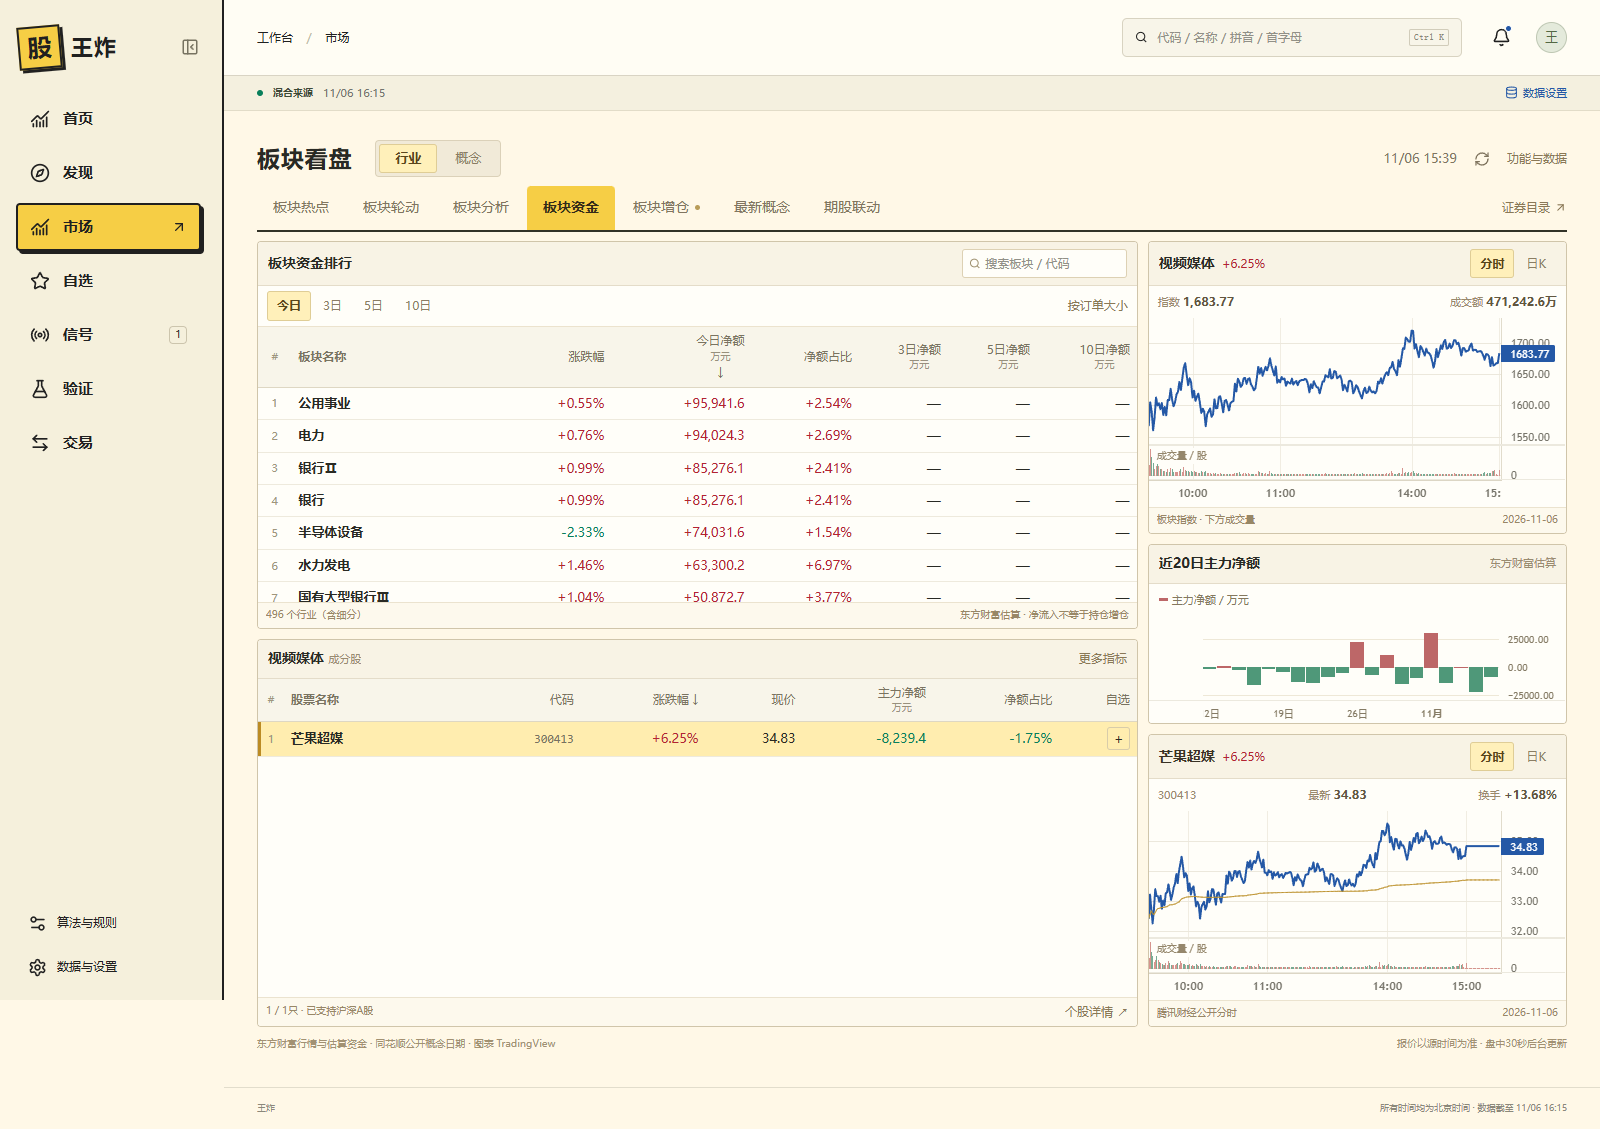 股 王炸
首页
发现
市场
自选
信号 1
验证
交易
算法与规则
数据与设置
工作台 / 市场
代码 / 名称 / 拼音 / 首字母 Ctrl K
王
混合来源 11/06 16:15
数据设置
板块看盘 行业 概念
11/06 15:39 功能与数据
板块热点 板块轮动 板块分析 板块资金 板块增仓 最新概念 期股联动
证券目录
板块资金排行
搜索板块 / 代码
今日 3日 5日 10日
按订单大小
# 板块名称 涨跌幅 今日净额 万元 ↓ 净额占比 3日净额 万元 5日净额 万元 10日净额 万元
1 公用事业 +0.55% +95,941.6 +2.54% — — —
2 电力 +0.76% +94,024.3 +2.69% — — —
3 银行Ⅱ +0.99% +85,276.1 +2.41% — — —
4 银行 +0.99% +85,276.1 +2.41% — — —
5 半导体设备 -2.33% +74,031.6 +1.54% — — —
6 水力发电 +1.46% +63,300.2 +6.97% — — —
7 国有大型银行Ⅲ +1.04% +50,872.7 +3.77% — — —
496 个行业（含细分）
东方财富估算 · 净流入不等于持仓增仓
视频媒体 成分股
更多指标
# 股票名称 代码 涨跌幅↓ 现价 主力净额 万元 净额占比 自选
1 芒果超媒 300413 +6.25% 34.83 -8,239.4 -1.75% +
1 / 1只 · 已支持沪深A股
个股详情 ↗
视频媒体 +6.25%
分时 日K
指数 1,683.77
成交额 471,242.6万
1700.00
1683.77
1650.00
1600.00
1550.00
成交量 / 股
0
10:00 11:00 14:00 15:
板块指数 · 下方成交量
2026-11-06
近20日主力净额
东方财富估算
主力净额 / 万元
25000.00
0.00
−25000.00
2日 19日 26日 11月
芒果超媒 +6.25%
分时 日K
300413 最新 34.83 换手 +13.68%
34.83
34.00
33.00
32.00
成交量 / 股
0
10:00 11:00 14:00 15:00
腾讯财经公开分时
2026-11-06
东方财富行情与估算资金 · 同花顺公开概念日期 · 图表 TradingView
报价以源时间为准 · 盘中30秒后台更新
王炸
所有时间均为北京时间 · 数据截至 11/06 16:15